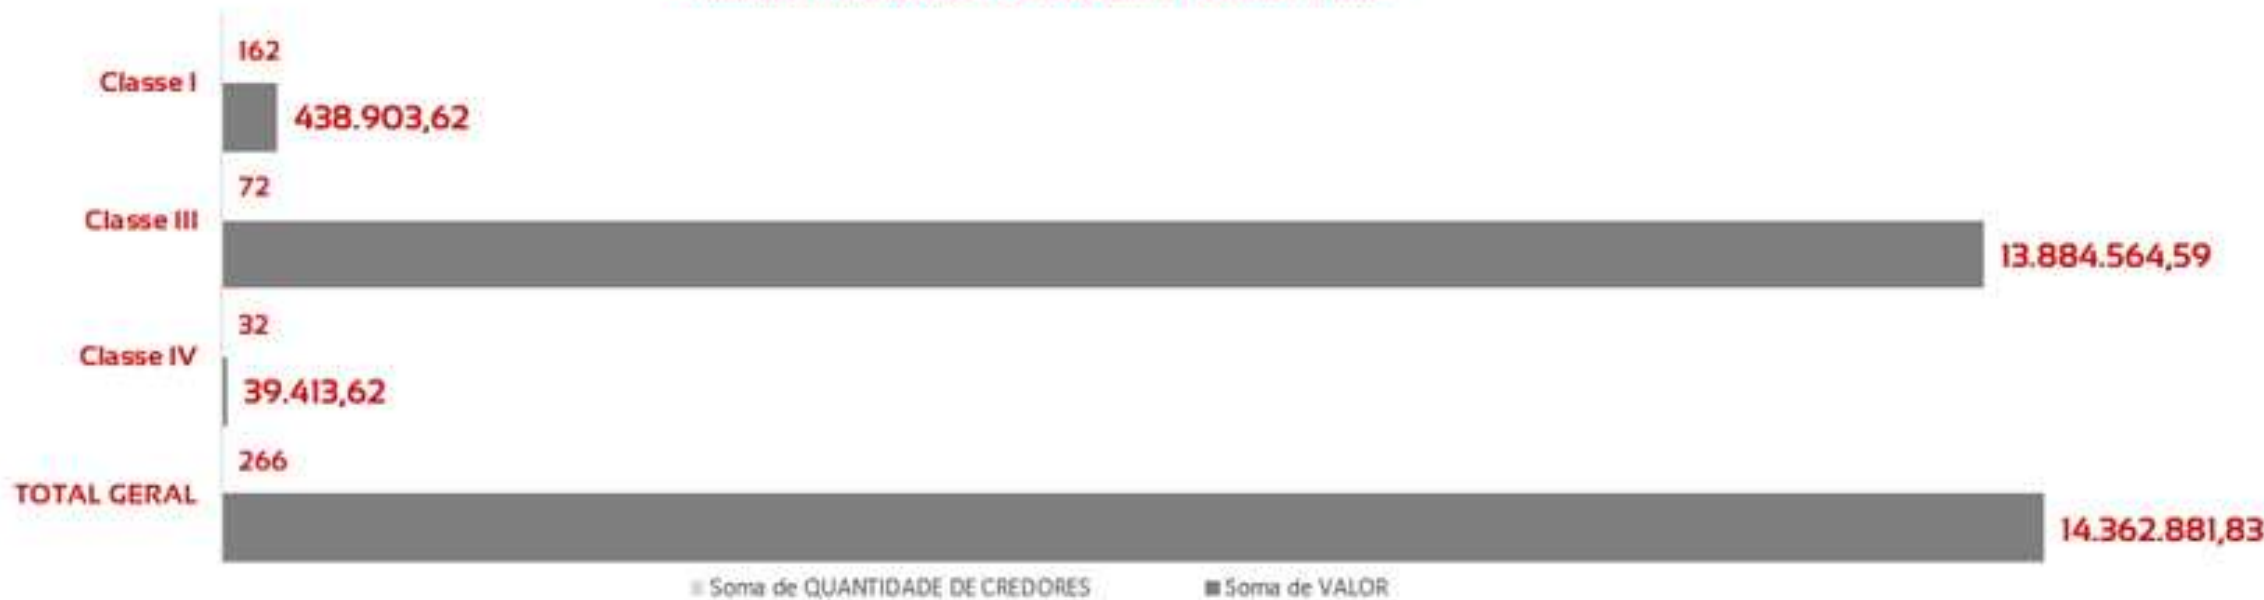 162
Classe I
438.903,62
72
Classe III
13.884.564,59
32
Classe IV
39.413,62
266
TOTAL GERAL
14.362.881,83
Soma de QUANTIDADE DE CREDORES
Soma de VALOR